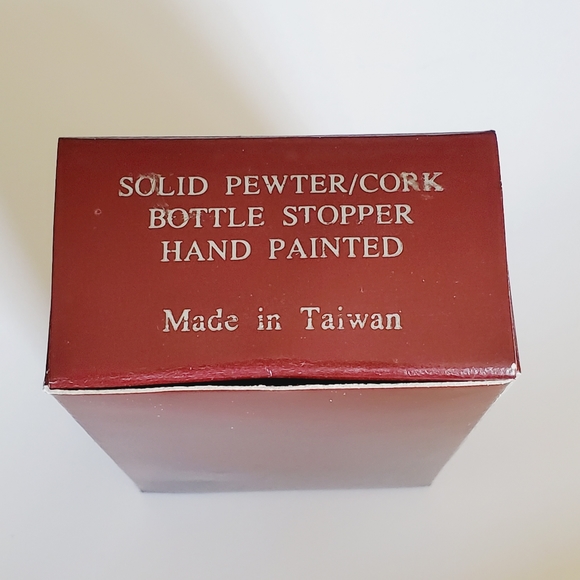 SOLID PEWTER/CORK
BOTTLE STOPPER
HAND PAINTED
Made in Taiwan